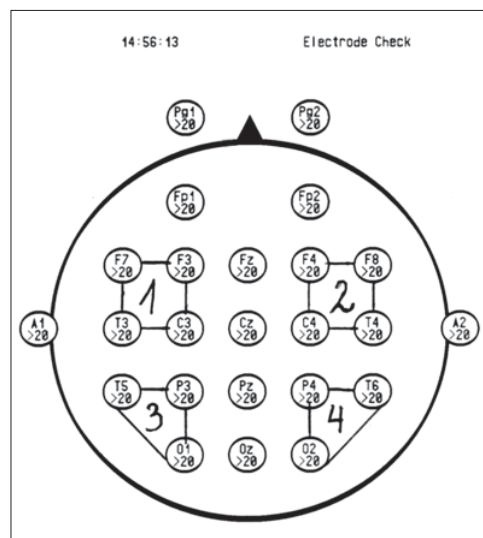 14:56:13 Electrode Check
Pg1 Pg2
>20 >20
Fp1 Fp2
>20 >20
F7 F3 Fz F4 F8
>20 >20 >20 >20 >20
1 2
A1 T3 C3 Cz C4 T4 A2
>20 >20 >20 >20 >20 >20 >20
T5 P3 Pz P4 T6
>20 >20 >20 >20 >20
3 4
O1 Oz O2
>20 >20 >20